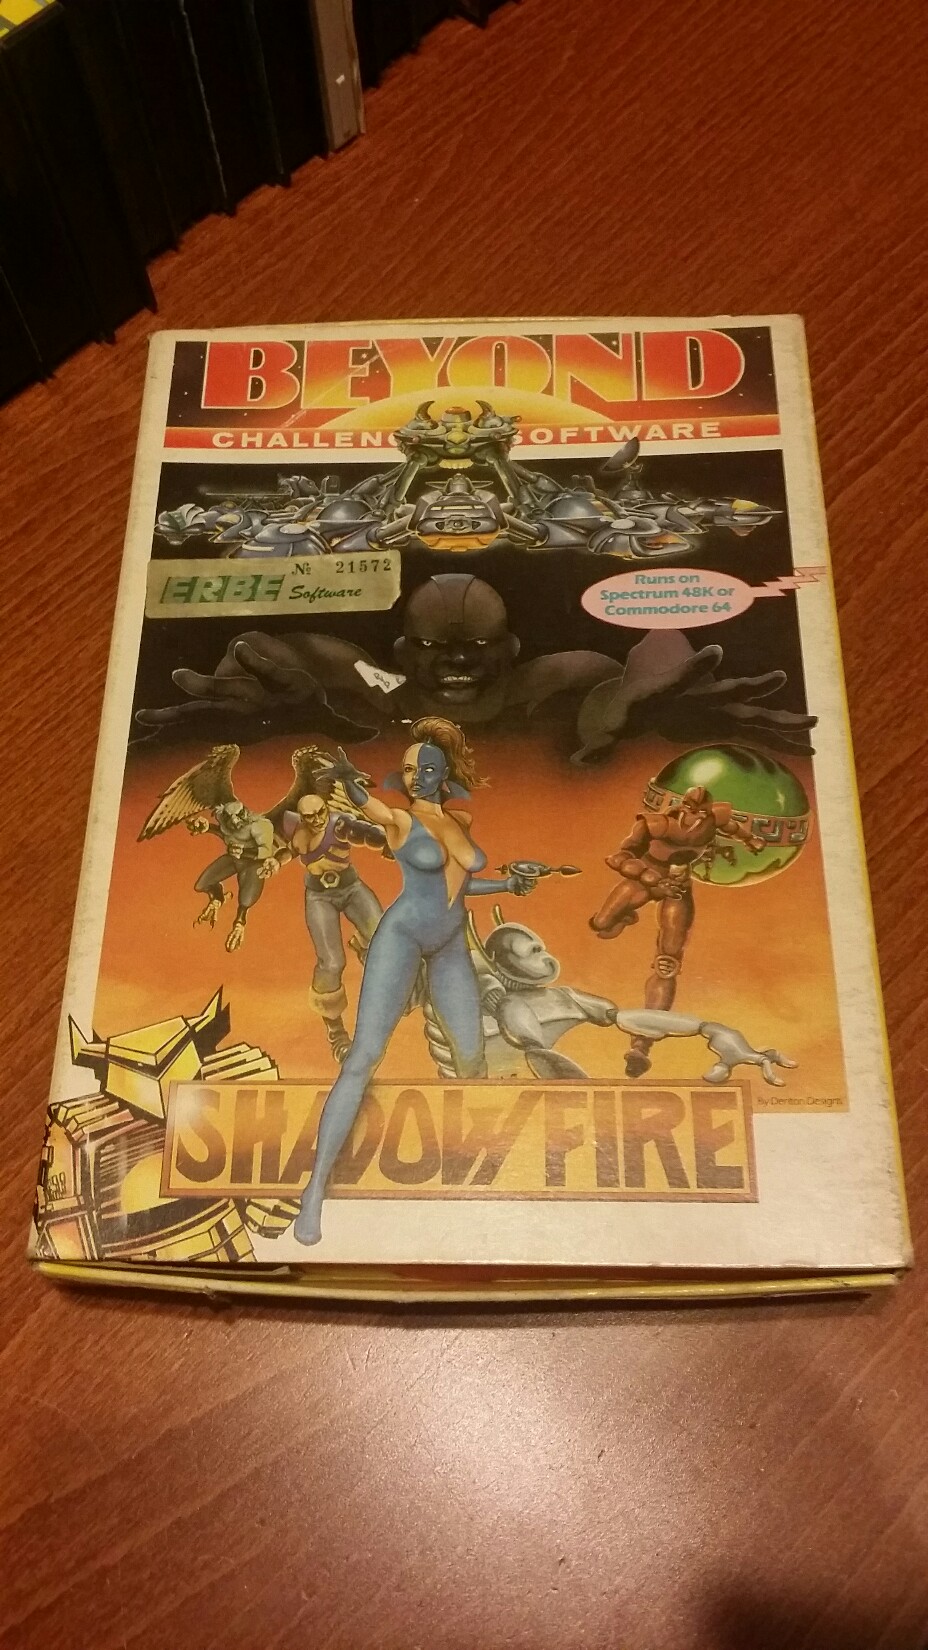 BEYOND
CHALLENG SOFTWARE
ERBE Software
Nº 21572
Runs on
Spectrum 48K or
Commodore 64
SHADOWFIRE
By Denton Designs